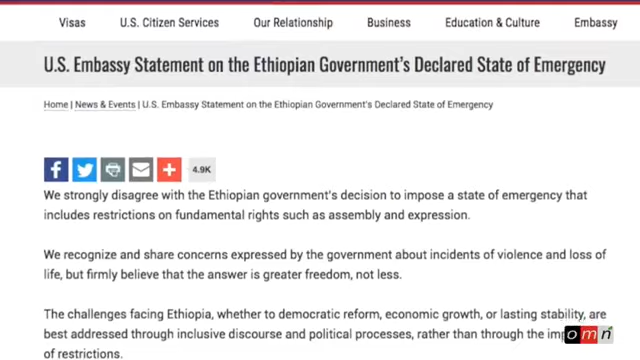 Visas U.S. Citizen Services Our Relationship Business Education & Culture Embassy
U.S. Embassy Statement on the Ethiopian Government's Declared State of Emergency
Home | News & Events | U.S. Embassy Statement on the Ethiopian Government's Declared State of Emergency
4.9K
We strongly disagree with the Ethiopian government's decision to impose a state of emergency that
includes restrictions on fundamental rights such as assembly and expression.
We recognize and share concerns expressed by the government about incidents of violence and loss of
life, but firmly believe that the answer is greater freedom, not less.
The challenges facing Ethiopia, whether to democratic reform, economic growth, or lasting stability, are
best addressed through inclusive discourse and political processes, rather than through the
of restrictions.
omn